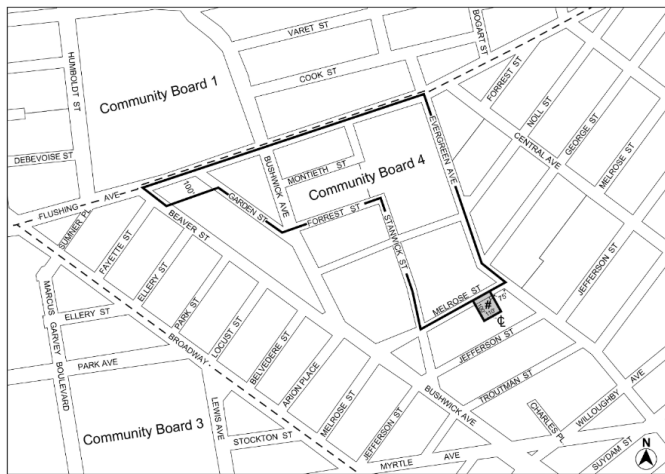 VARET ST
BOGART ST
HUMBOLDT ST
COOK ST
FORREST ST
Community Board 1
NOLL ST
EVERGREEN AVE
CENTRAL AVE
GEORGE ST
DEBEVOISE ST
BUSHWICK AVE
MONTIETH ST
Community Board 4
MELROSE ST
100'
FLUSHING AVE
GARDEN ST
FORREST ST
SUMNER PL
BEAVER ST
STANWICK ST
FAYETTE ST
JEFFERSON ST
ELLERY ST
MELROSE ST
#
75'
MARCUS GARVEY BOULEVARD
ELLERY ST
PARK ST
BROADWAY
LOCUST ST
JEFFERSON ST
BELVEDERE ST
PARK AVE
ARION PLACE
TROUTMAN ST
BUSHWICK AVE
WILLOUGHBY AVE
MELROSE ST
CHARLES PL
LEWIS AVE
JEFFERSON ST
Community Board 3
STOCKTON ST
MYRTLE AVE
SUYDAM ST
N